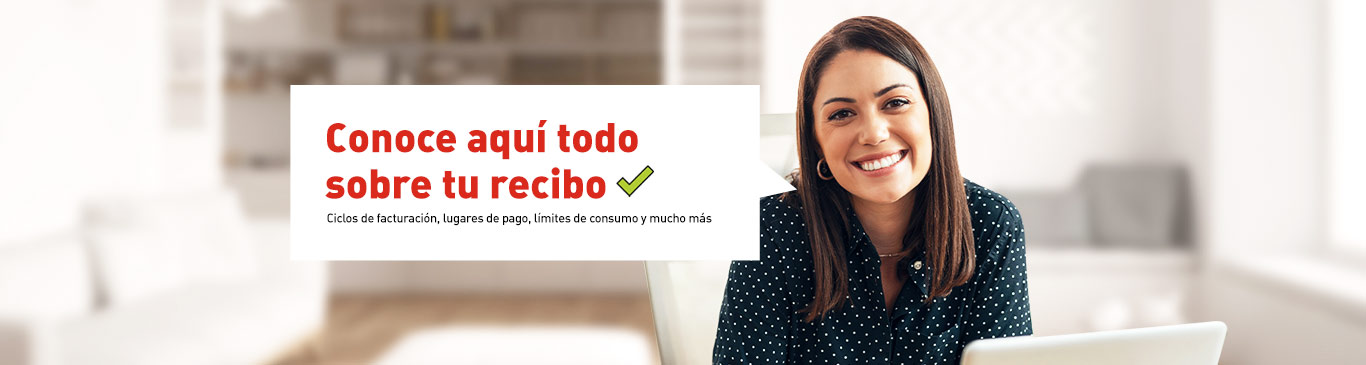 Conoce aquí todo
sobre tu recibo
Ciclos de facturación, lugares de pago, límites de consumo y mucho más